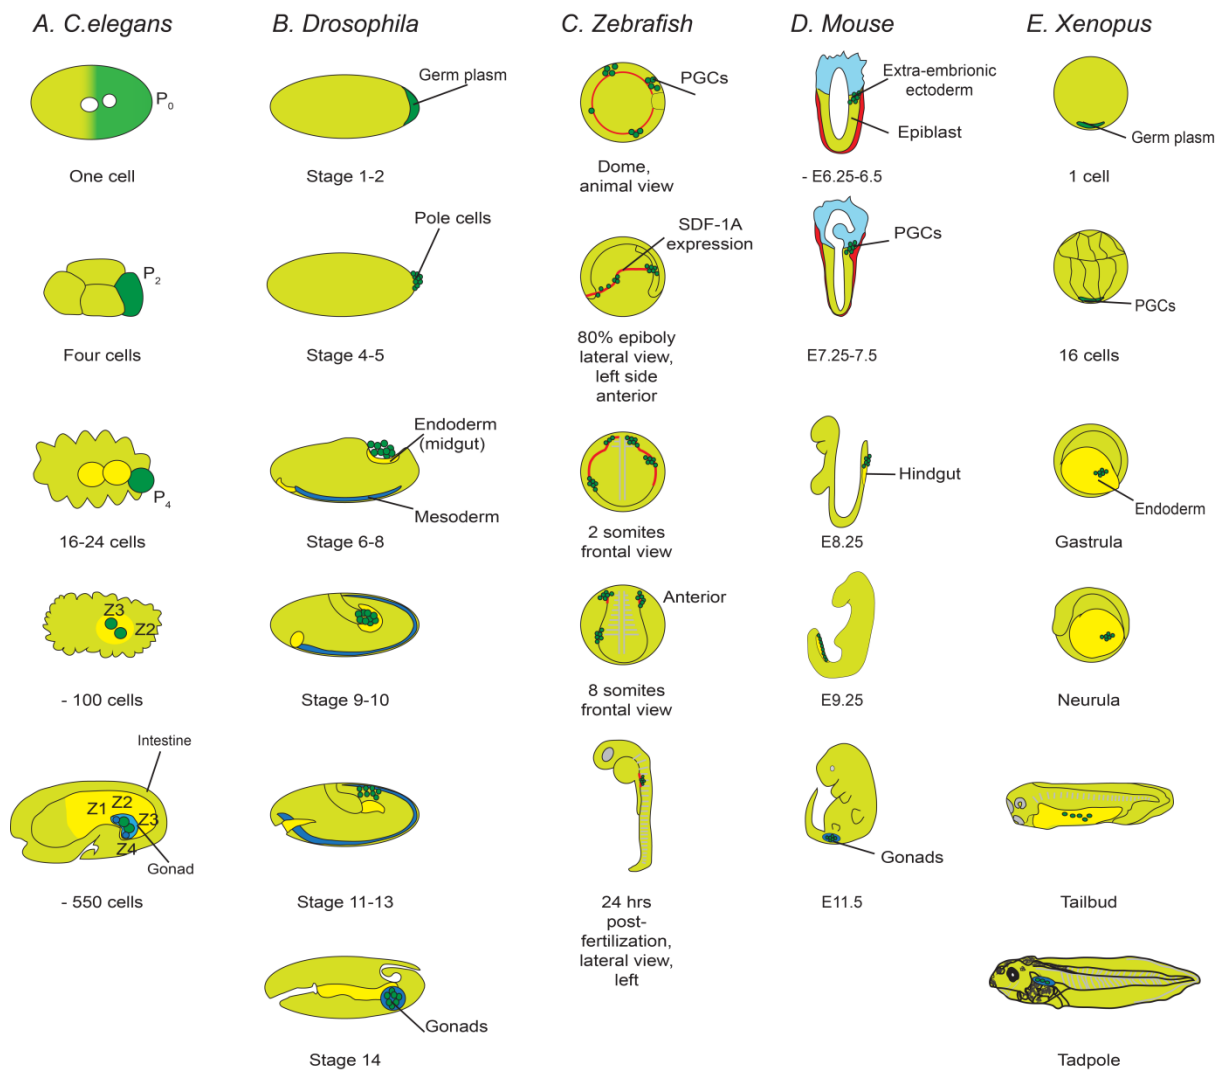 A. C.elegans
B. Drosophila
C. Zebrafish
D. Mouse
E. Xenopus
P0
One cell
Germ plasm
Stage 1-2
PGCs
Dome,
animal view
Extra-embrionic
ectoderm
Epiblast
- E6.25-6.5
Germ plasm
1 cell
P2
Four cells
Pole cells
Stage 4-5
SDF-1A
expression
80% epiboly
lateral view,
left side
anterior
PGCs
E7.25-7.5
PGCs
16 cells
P4
16-24 cells
Endoderm
(midgut)
Mesoderm
Stage 6-8
2 somites
frontal view
Hindgut
E8.25
Endoderm
Gastrula
Z3
Z2
- 100 cells
Stage 9-10
Anterior
8 somites
frontal view
E9.25
Neurula
Intestine
Z1
Z2
Z3
Z4
Gonad
- 550 cells
Stage 11-13
24 hrs
post-
fertilization,
lateral view,
left
Gonads
E11.5
Tailbud
Gonads
Stage 14
Tadpole